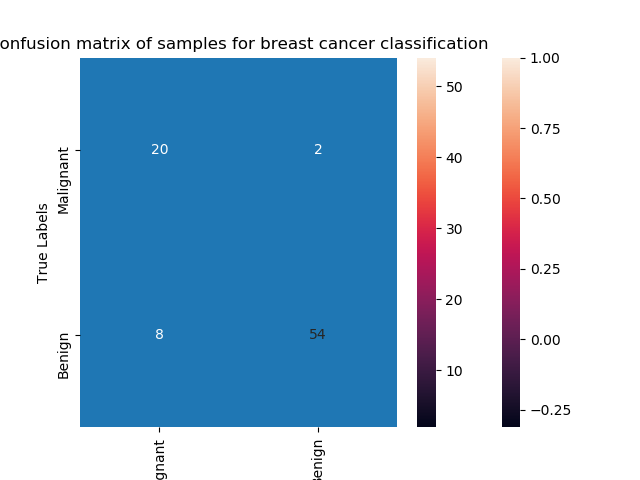 onfusion matrix of samples for breast cancer classification
True Labels
Malignant
Benign
20 2
8 54
gnant
enign
50
40
30
20
10
1.00
0.75
0.50
0.25
0.00
−0.25